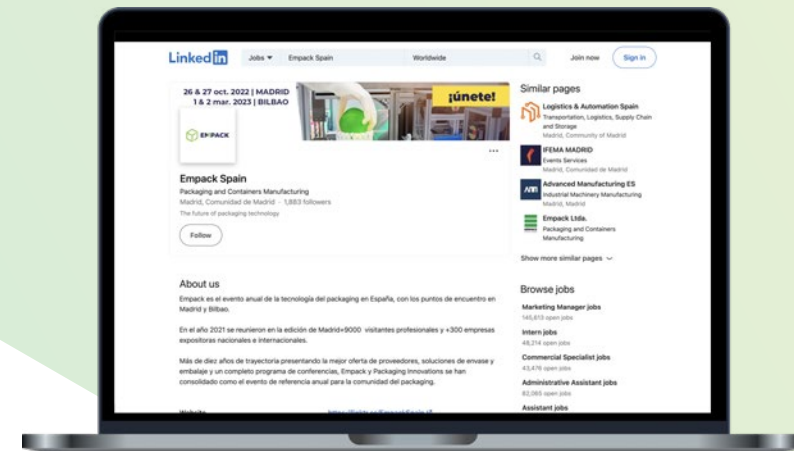 Linked in
Jobs
Empack Spain
Worldwide
Join now
Sign in
26 & 27 oct. 2022 | MADRID
1 & 2 mar. 2023 | BILBAO
¡únete!
EMPACK
Empack Spain
Packaging and Containers Manufacturing
Madrid, Comunidad de Madrid · 1,883 followers
The future of packaging technology
Follow
About us
Empack es el evento anual de la tecnología del packaging en España, con los puntos de encuentro en
Madrid y Bilbao.
En el año 2021 se reunieron en la edición de Madrid+9000 visitantes profesionales y +300 empresas
expositoras nacionales e internacionales.
Más de diez años de trayectoria presentando la mejor oferta de proveedores, soluciones de envase y
embalaje y un completo programa de conferencias, Empack y Packaging Innovations se han
consolidado como el evento de referencia anual para la comunidad del packaging.
Website
Similar pages
Logistics & Automation Spain
Transportation, Logistics, Supply Chain
and Storage
Madrid, Community of Madrid
IFEMA MADRID
Events Services
Madrid, Comunidad de Madrid
Advanced Manufacturing ES
Industrial Machinery Manufacturing
Madrid, Madrid
Empack Ltda.
Packaging and Containers
Manufacturing
Show more similar pages
Browse jobs
Marketing Manager jobs
145,613 open jobs
Intern jobs
48,214 open jobs
Commercial Specialist jobs
43,476 open jobs
Administrative Assistant jobs
62,065 open jobs
Assistant jobs